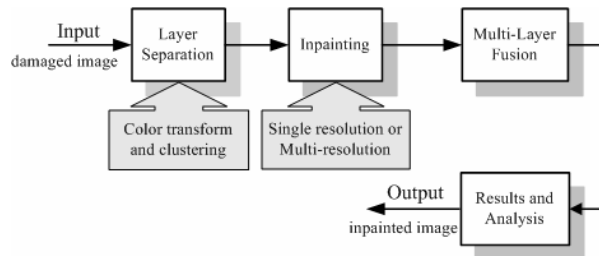 Input
damaged image
Layer
Separation
Inpainting
Multi-Layer
Fusion
Color transform
and clustering
Single resolution or
Multi-resolution
Output
inpainted image
Results and
Analysis